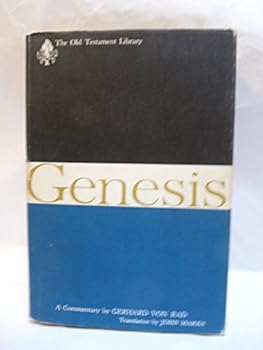 The Old Testament Library
Genesis
A Commentary by GERHARD VON RAD
Translation by JOHN MARKS